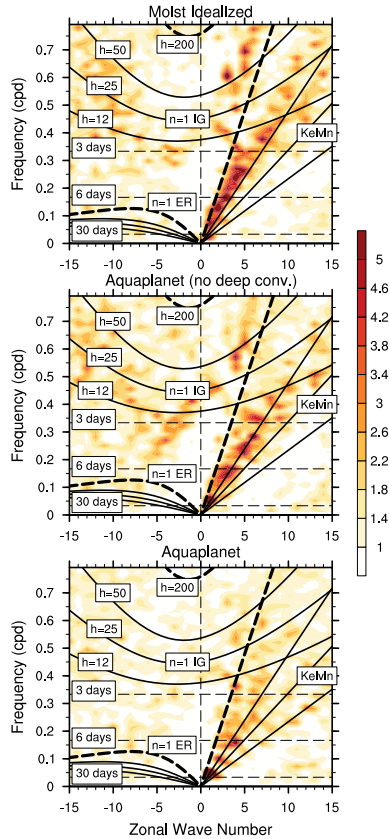 Moist Idealized
Frequency (cpd)
0.7
0.6
0.5
0.4
0.3
0.2
0.1
0
h=50
h=200
h=25
h=12
n=1 IG
Kelvin
3 days
6 days
n=1 ER
30 days
-15 -10 -5 0 5 10 15
Aquaplanet (no deep conv.)
Frequency (cpd)
0.7
0.6
0.5
0.4
0.3
0.2
0.1
0
h=50
h=200
h=25
h=12
n=1 IG
Kelvin
3 days
6 days
n=1 ER
30 days
-15 -10 -5 0 5 10 15
Aquaplanet
Frequency (cpd)
0.7
0.6
0.5
0.4
0.3
0.2
0.1
0
h=50
h=200
h=25
h=12
n=1 IG
Kelvin
3 days
6 days
n=1 ER
30 days
-15 -10 -5 0 5 10 15
Zonal Wave Number
5
4.6
4.2
3.8
3.4
3
2.6
2.2
1.8
1.4
1